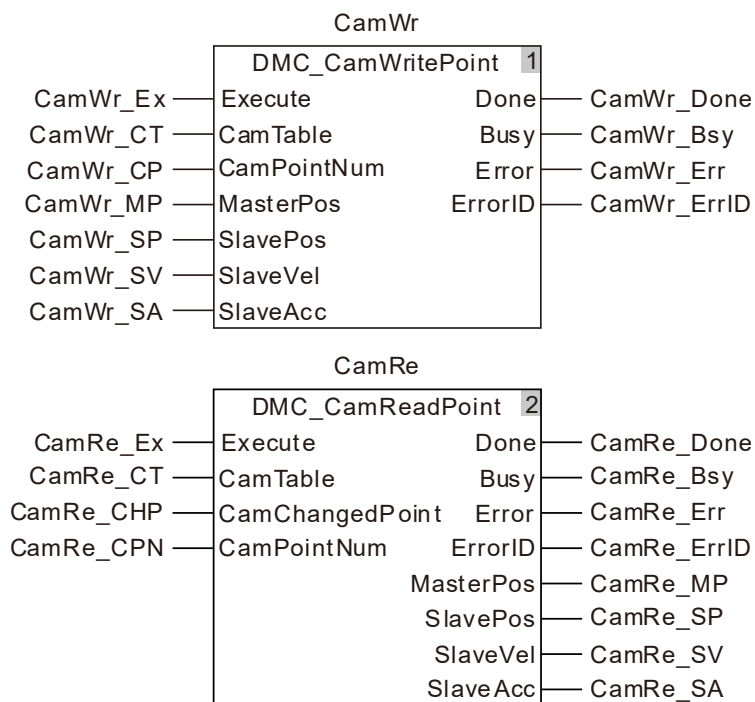 CamWr
DMC_CamWritePoint 1
CamWr_Ex Execute Done CamWr_Done
CamWr_CT CamTable Busy CamWr_Bsy
CamWr_CP CamPointNum Error CamWr_Err
CamWr_MP MasterPos ErrorID CamWr_ErrID
CamWr_SP SlavePos
CamWr_SV SlaveVel
CamWr_SA SlaveAcc
CamRe
DMC_CamReadPoint 2
CamRe_Ex Execute Done CamRe_Done
CamRe_CT CamTable Busy CamRe_Bsy
CamRe_CHP CamChangedPoint Error CamRe_Err
CamRe_CPN CamPointNum ErrorID CamRe_ErrID
MasterPos CamRe_MP
SlavePos CamRe_SP
SlaveVel CamRe_SV
SlaveAcc CamRe_SA